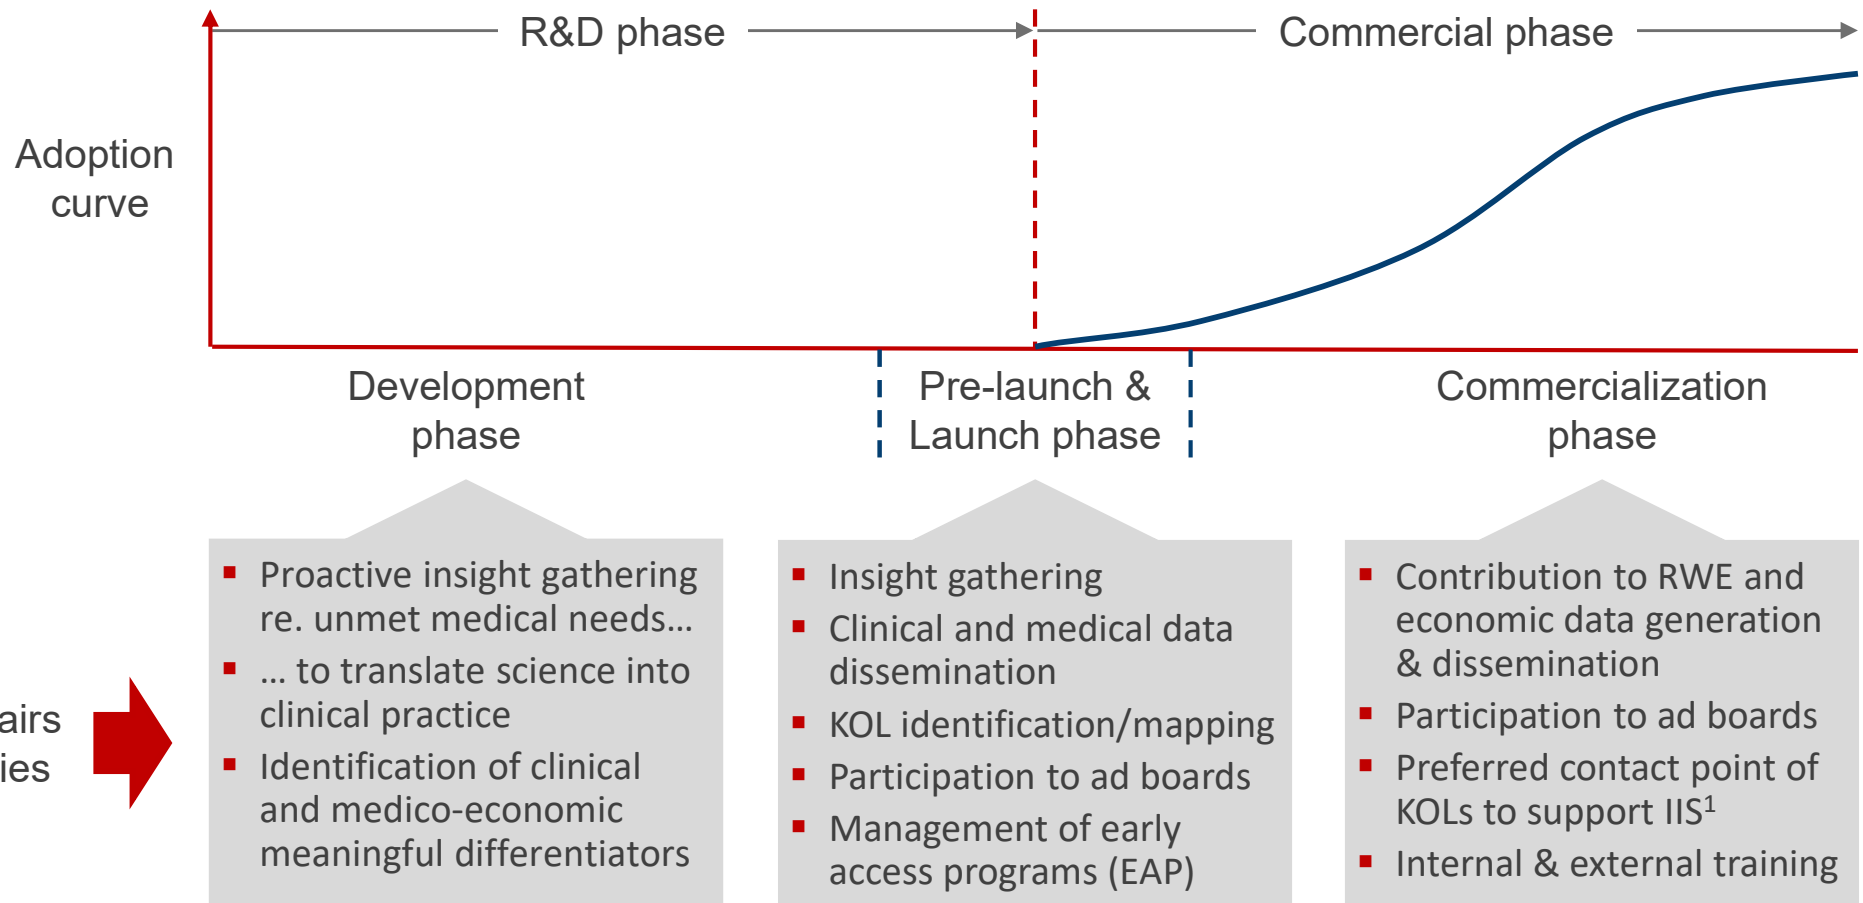 R&D phase
Commercial phase
Adoption
curve
Development
phase
Pre-launch &
Launch phase
Commercialization
phase
▪ Proactive insight gathering
re. unmet medical needs…
▪ … to translate science into
clinical practice
▪ Identification of clinical
and medico-economic
meaningful differentiators
▪ Insight gathering
▪ Clinical and medical data
dissemination
▪ KOL identification/mapping
▪ Participation to ad boards
▪ Management of early
access programs (EAP)
▪ Contribution to RWE and
economic data generation
& dissemination
▪ Participation to ad boards
▪ Preferred contact point of
KOLs to support IIS¹
▪ Internal & external training